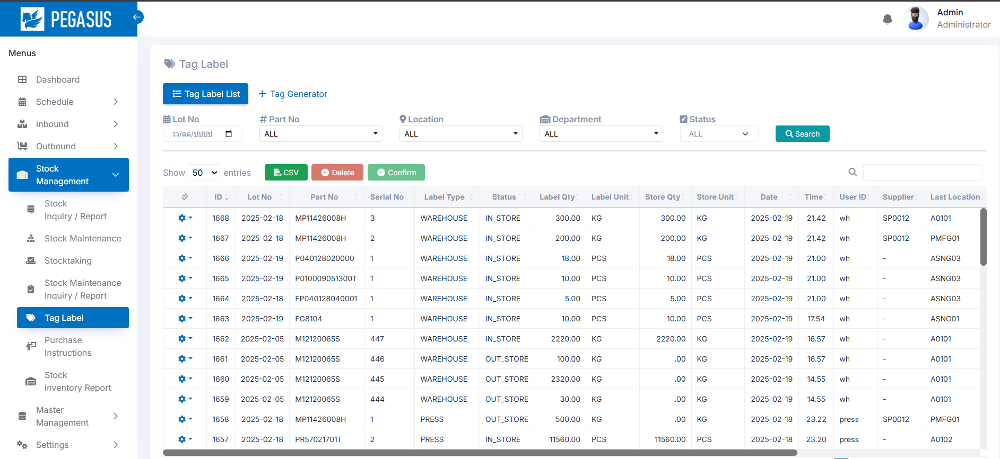 PEGASUS
Admin
Administrator
Menus
Dashboard
Schedule
Inbound
Outbound
Stock
Management
Stock
Inquiry / Report
Stock Maintenance
Stocktaking
Stock Maintenance
Inquiry / Report
Tag Label
Purchase
Instructions
Stock
Inventory Report
Master
Management
Settings
Tag Label
Tag Label List + Tag Generator
Lot No # Part No Location Department Status
วว/ดด/ปปปป ALL ALL ALL ALL Search
Show 50 entries CSV Delete Confirm
ID Lot No Part No Serial No Label Type Status Label Qty Label Unit Store Qty Store Unit Date Time User ID Supplier Last Location
1668 2025-02-18 MP11426008H 3 WAREHOUSE IN_STORE 300.00 KG 300.00 KG 2025-02-19 21.42 wh SP0012 A0101
1667 2025-02-18 MP11426008H 2 WAREHOUSE IN_STORE 200.00 KG 200.00 KG 2025-02-19 21.42 wh SP0012 PMFG01
1666 2025-02-19 P040128020000 1 WAREHOUSE IN_STORE 18.00 PCS 18.00 PCS 2025-02-19 21.00 wh - ASNG03
1665 2025-02-19 P010009051300T 1 WAREHOUSE IN_STORE 10.00 PCS 10.00 PCS 2025-02-19 21.00 wh - ASNG03
1664 2025-02-18 FP040128040001 1 WAREHOUSE IN_STORE 5.00 PCS 5.00 PCS 2025-02-19 21.00 wh - ASNG03
1663 2025-02-19 FG8104 1 WAREHOUSE IN_STORE 10.00 PCS 10.00 PCS 2025-02-19 17.54 wh - ASNG01
1662 2025-02-05 M12120065S 447 WAREHOUSE IN_STORE 2220.00 KG 2220.00 KG 2025-02-19 16.57 wh - A0101
1661 2025-02-05 M12120065S 446 WAREHOUSE OUT_STORE 100.00 KG .00 KG 2025-02-19 16.57 wh - A0101
1660 2025-02-05 M12120065S 445 WAREHOUSE OUT_STORE 2320.00 KG .00 KG 2025-02-19 14.55 wh - A0101
1659 2025-02-05 M12120065S 444 WAREHOUSE OUT_STORE 30.00 KG .00 KG 2025-02-19 14.55 wh - A0101
1658 2025-02-18 MP11426008H 1 PRESS OUT_STORE 500.00 KG .00 KG 2025-02-18 23.22 press SP0012 PMFG01
1657 2025-02-18 PR57021701T 2 PRESS IN_STORE 11560.00 PCS 11560.00 PCS 2025-02-18 23.20 press - A0102